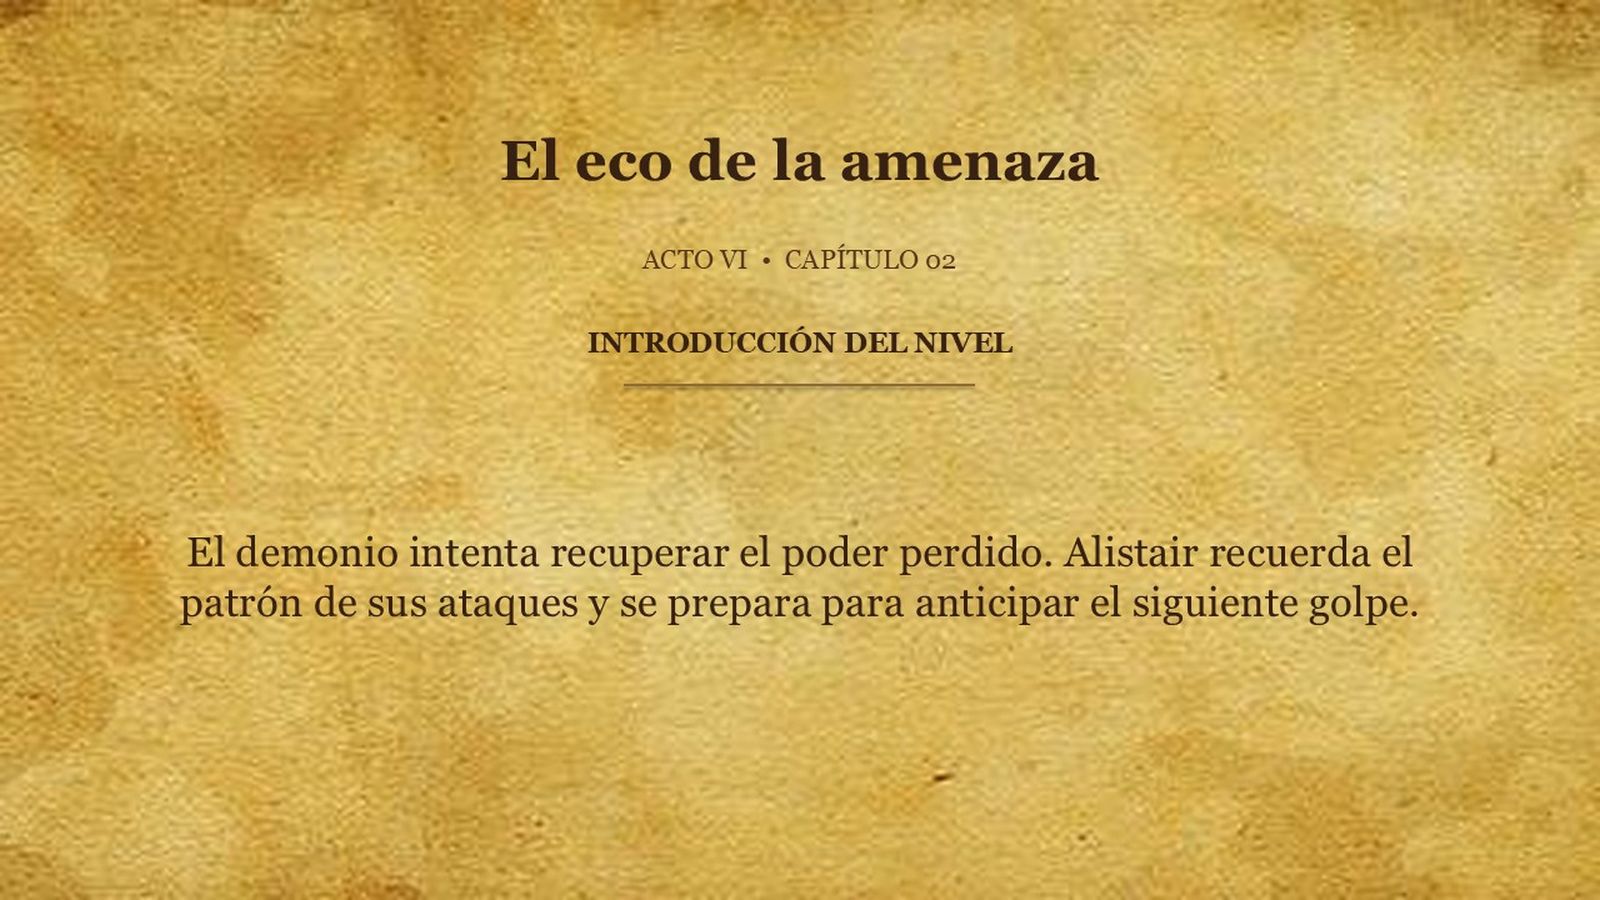 El eco de la amenaza
ACTO VI • CAPÍTULO 02
INTRODUCCIÓN DEL NIVEL
El demonio intenta recuperar el poder perdido. Alistair recuerda el
patrón de sus ataques y se prepara para anticipar el siguiente golpe.